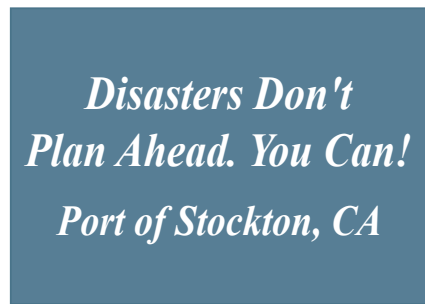 Disasters Don't
Plan Ahead. You Can!
Port of Stockton, CA